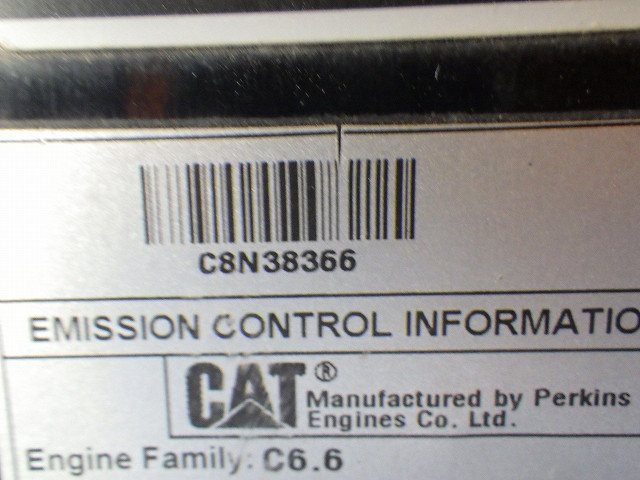 C8N38366
EMISSION CONTROL INFORMATIO
CAT®
Manufactured by Perkins
Engines Co. Ltd.
Engine Family: C6.6